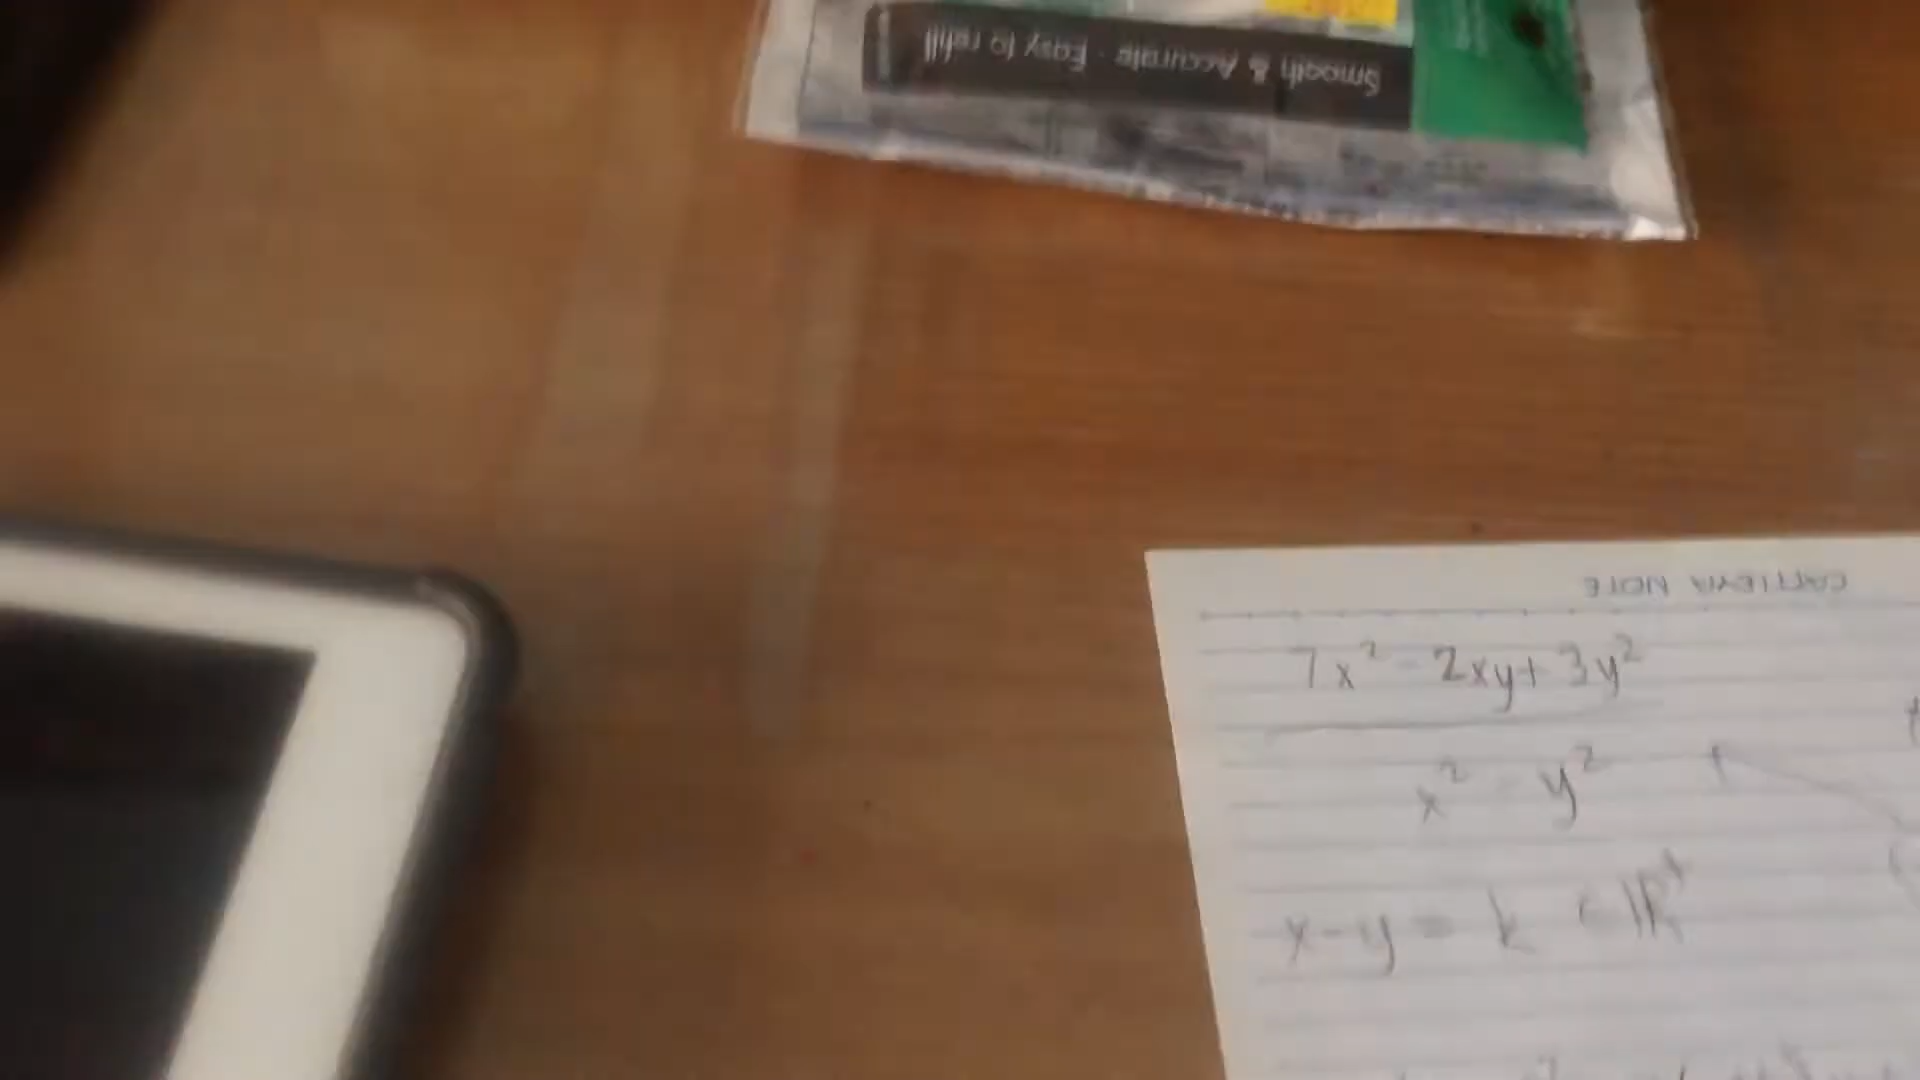 Smooth & Accurate · Easy to refill
CATTLEYA NOTE
7x² - 2xy + 3y²
x² - y²
x - y = k ∈ ℝ⁺